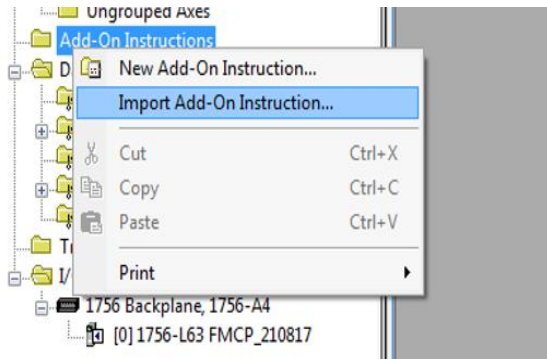 Ungrouped Axes
Add-On Instructions
D
New Add-On Instruction...
Import Add-On Instruction...
Cut Ctrl+X
Copy Ctrl+C
Paste Ctrl+V
T
Print
I/
1756 Backplane, 1756-A4
[0] 1756-L63 FMCP_210817